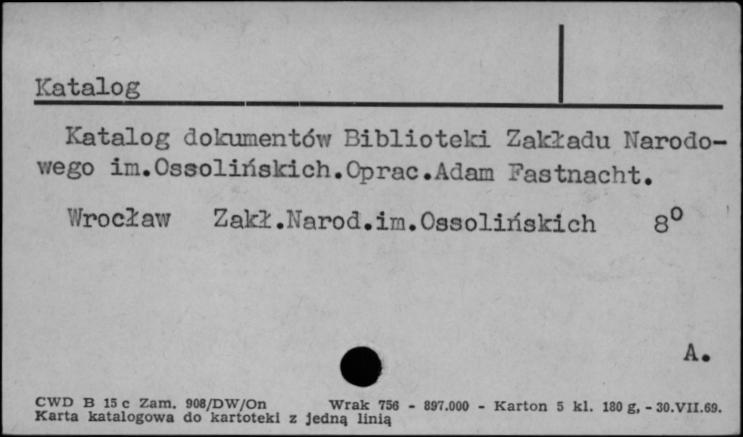 Katalog
Katalog dokumentów Biblioteki Zakładu Narodo-
wego im.Ossolińskich.Oprac.Adam Fastnacht.
Wrocław Zakł.Narod.im.Ossolińskich 8°
A.
CWD B 15 c Zam. 908/DW/On Wrak 756 - 897.000 - Karton 5 kl. 180 g. - 30.VII.69.
Karta katalogowa do kartoteki z jedną linią